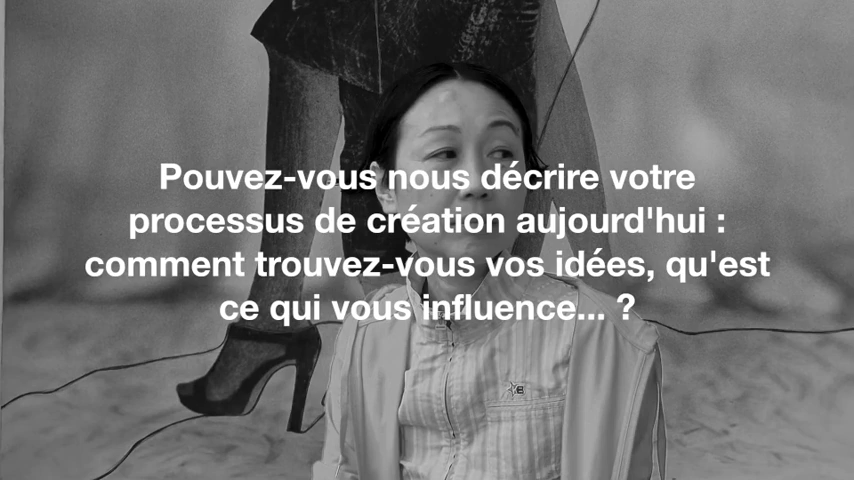 Pouvez-vous nous décrire votre
processus de création aujourd'hui :
comment trouvez-vous vos idées, qu'est
ce qui vous influence... ?